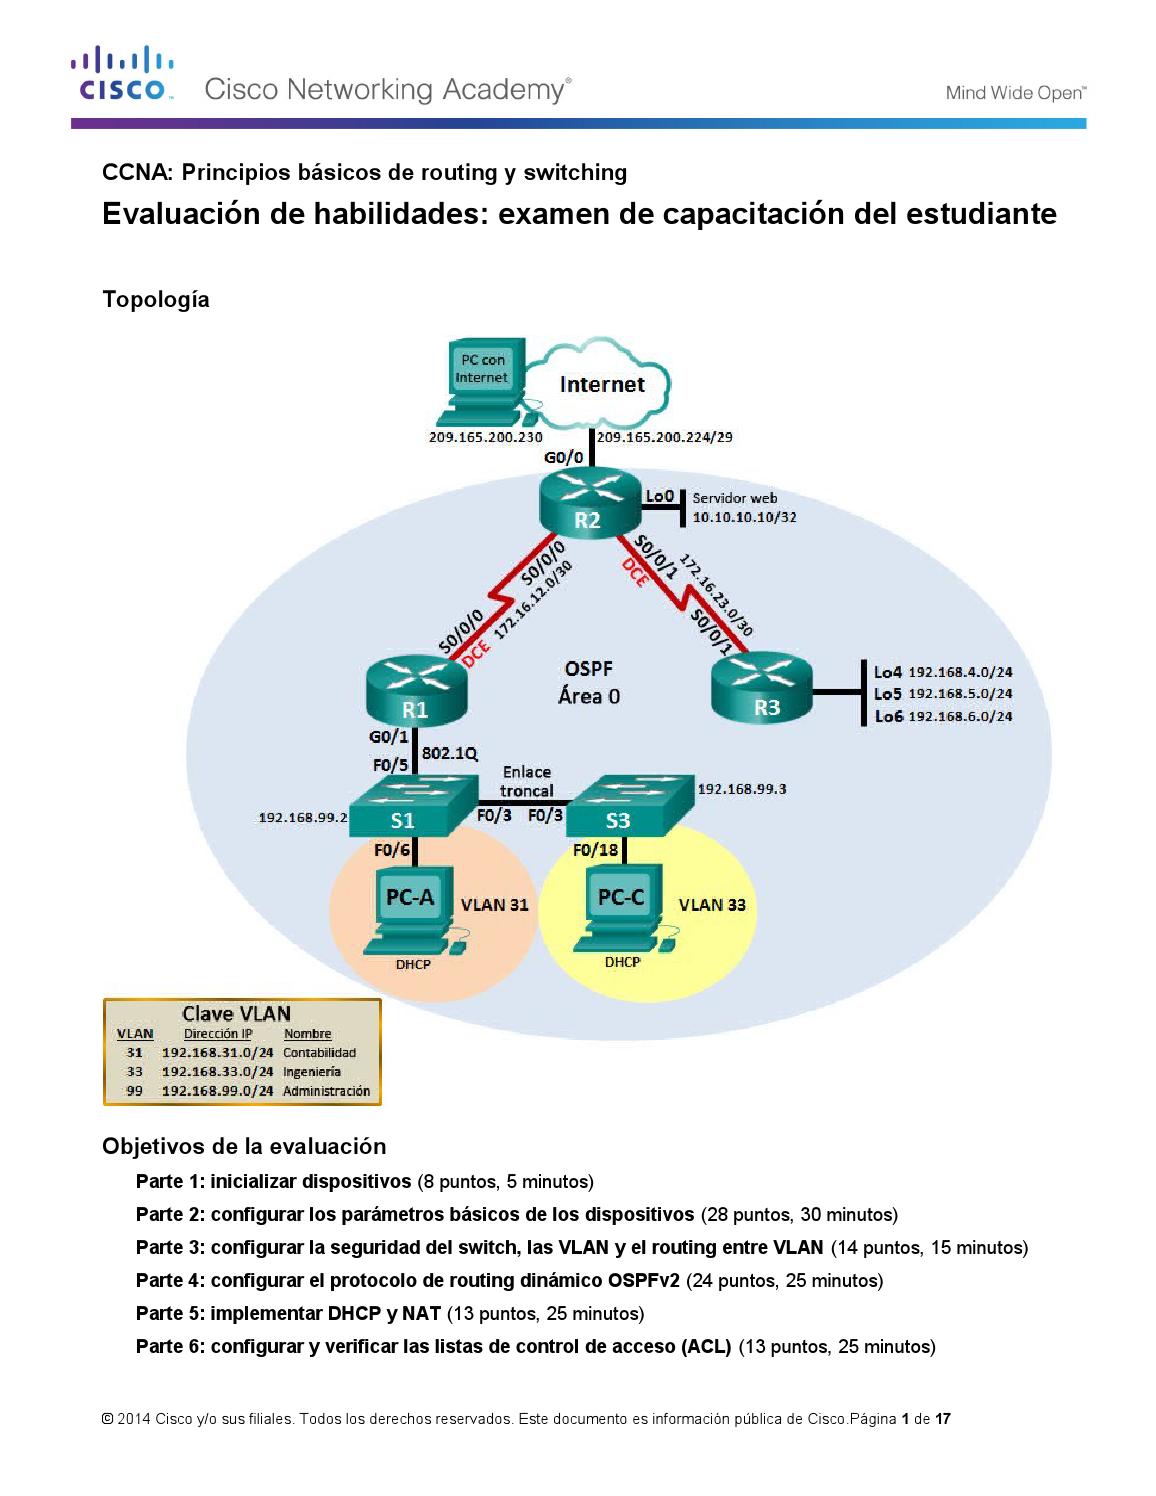 CISCO™ Cisco Networking Academy® Mind Wide Open™
CCNA: Principios básicos de routing y switching
Evaluación de habilidades: examen de capacitación del estudiante
Topología
PC con
Internet
Internet
209.165.200.230
209.165.200.224/29
G0/0
Lo0
Servidor web
10.10.10.10/32
R2
S0/0/0
172.16.12.0/30
S0/0/0
DCE
S0/0/1
DCE
172.16.23.0/30
S0/0/1
OSPF
Área 0
R1
R3
Lo4 192.168.4.0/24
Lo5 192.168.5.0/24
Lo6 192.168.6.0/24
G0/1
802.1Q
F0/5
Enlace
troncal
192.168.99.2
S1
F0/3 F0/3
S3
192.168.99.3
F0/6
F0/18
PC-A
VLAN 31
PC-C
VLAN 33
DHCP
DHCP
Clave VLAN
VLAN Dirección IP Nombre
31 192.168.31.0/24 Contabilidad
33 192.168.33.0/24 Ingeniería
99 192.168.99.0/24 Administración
Objetivos de la evaluación
Parte 1: inicializar dispositivos (8 puntos, 5 minutos)
Parte 2: configurar los parámetros básicos de los dispositivos (28 puntos, 30 minutos)
Parte 3: configurar la seguridad del switch, las VLAN y el routing entre VLAN (14 puntos, 15 minutos)
Parte 4: configurar el protocolo de routing dinámico OSPFv2 (24 puntos, 25 minutos)
Parte 5: implementar DHCP y NAT (13 puntos, 25 minutos)
Parte 6: configurar y verificar las listas de control de acceso (ACL) (13 puntos, 25 minutos)
© 2014 Cisco y/o sus filiales. Todos los derechos reservados. Este documento es información pública de Cisco.Página 1 de 17